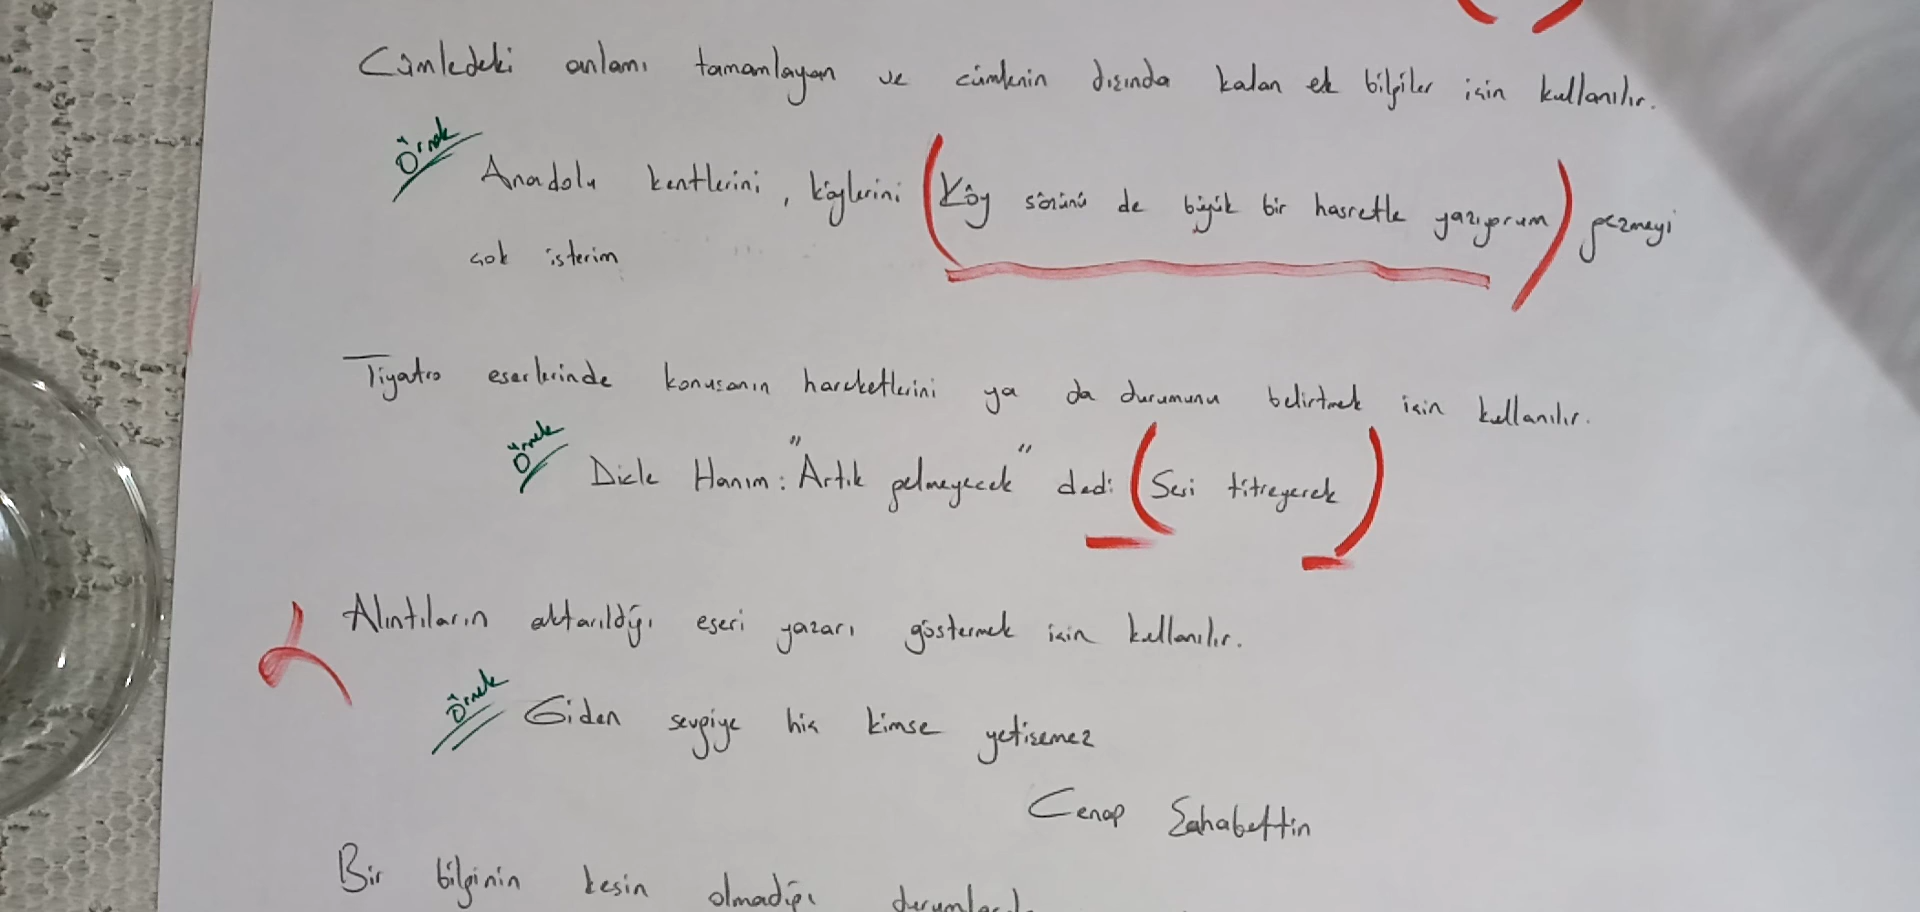 Cümledeki anlamı tamamlayan ve cümlenin dışında kalan ek bilgiler için kullanılır.
Örnek
Anadolu kentlerini, köylerini (Köy sözünü de büyük bir hasretle yazıyorum) gezmeyi
çok isterim
Tiyatro eserlerinde konuşanın hareketlerini ya da durumunu belirtmek için kullanılır.
Örnek
Dicle Hanım: "Artık gelmeyecek" dedi (Sesi titreyerek)
Alıntıların aktarıldığı eseri yazarı göstermek için kullanılır.
Örnek
Giden sevgiye hiç kimse yetişemez
Cenap Şahabettin
Bir bilginin kesin olmadığı durumlarda